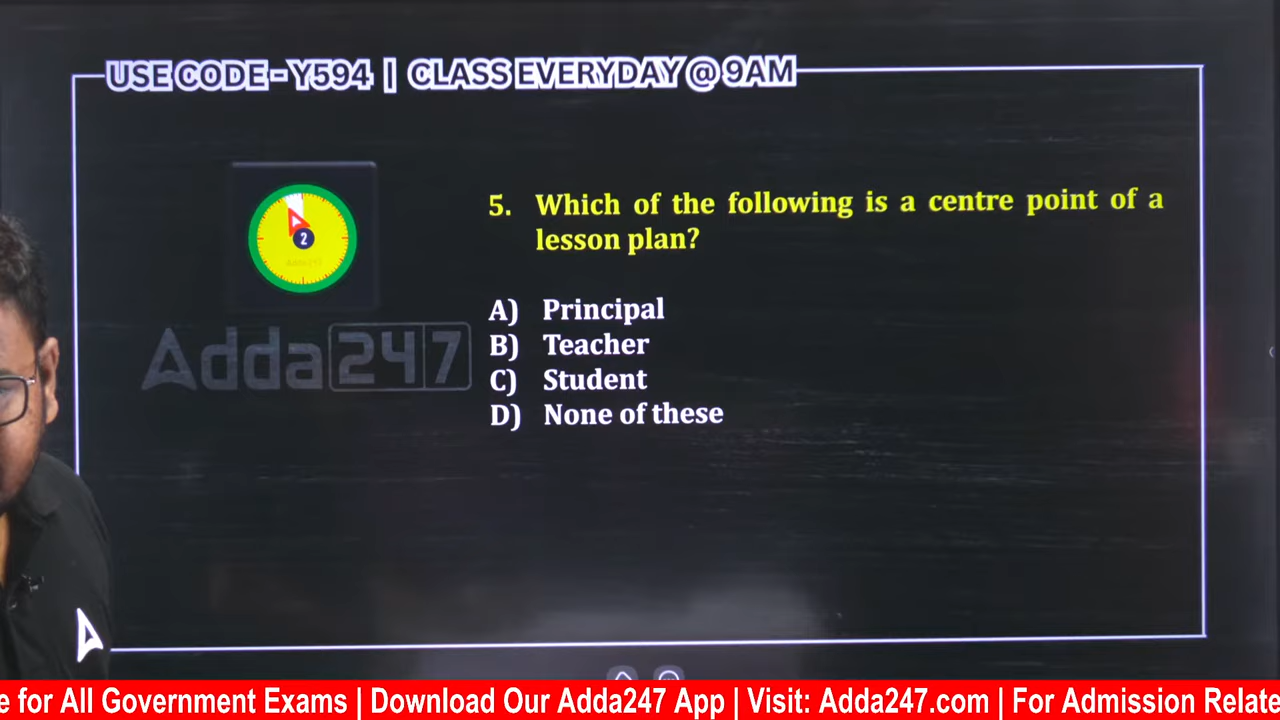 USE CODE - Y594 | CLASS EVERYDAY @ 9AM
2
5. Which of the following is a centre point of a
lesson plan?
Adda247
A) Principal
B) Teacher
C) Student
D) None of these
e for All Government Exams | Download Our Adda247 App | Visit: Adda247.com | For Admission Relate